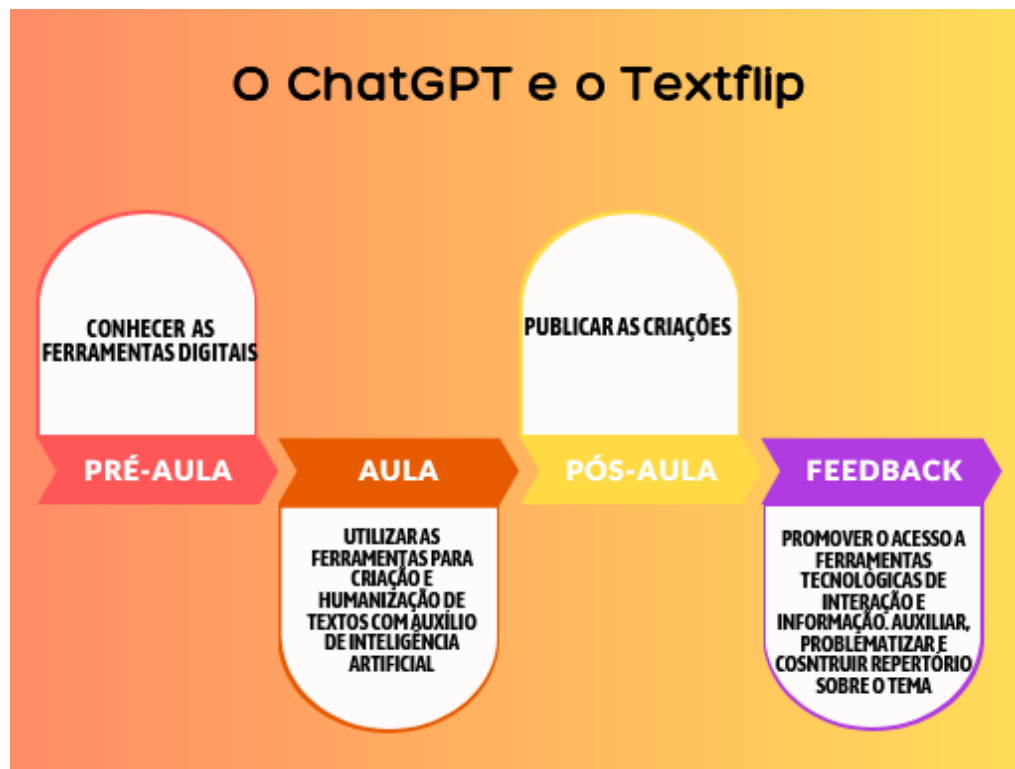 O ChatGPT e o Textflip
CONHECER AS
FERRAMENTAS DIGITAIS
PRÉ-AULA
AULA
UTILIZAR AS
FERRAMENTAS PARA
CRIAÇÃO E
HUMANIZAÇÃO DE
TEXTOS COM AUXÍLIO
DE INTELIGÊNCIA
ARTIFICIAL
PUBLICAR AS CRIAÇÕES
PÓS-AULA
FEEDBACK
PROMOVER O ACESSO A
FERRAMENTAS
TECNOLÓGICAS DE
INTERAÇÃO E
INFORMAÇÃO. AUXILIAR,
PROBLEMATIZAR E
COSNTRUIR REPERTÓRIO
SOBRE O TEMA